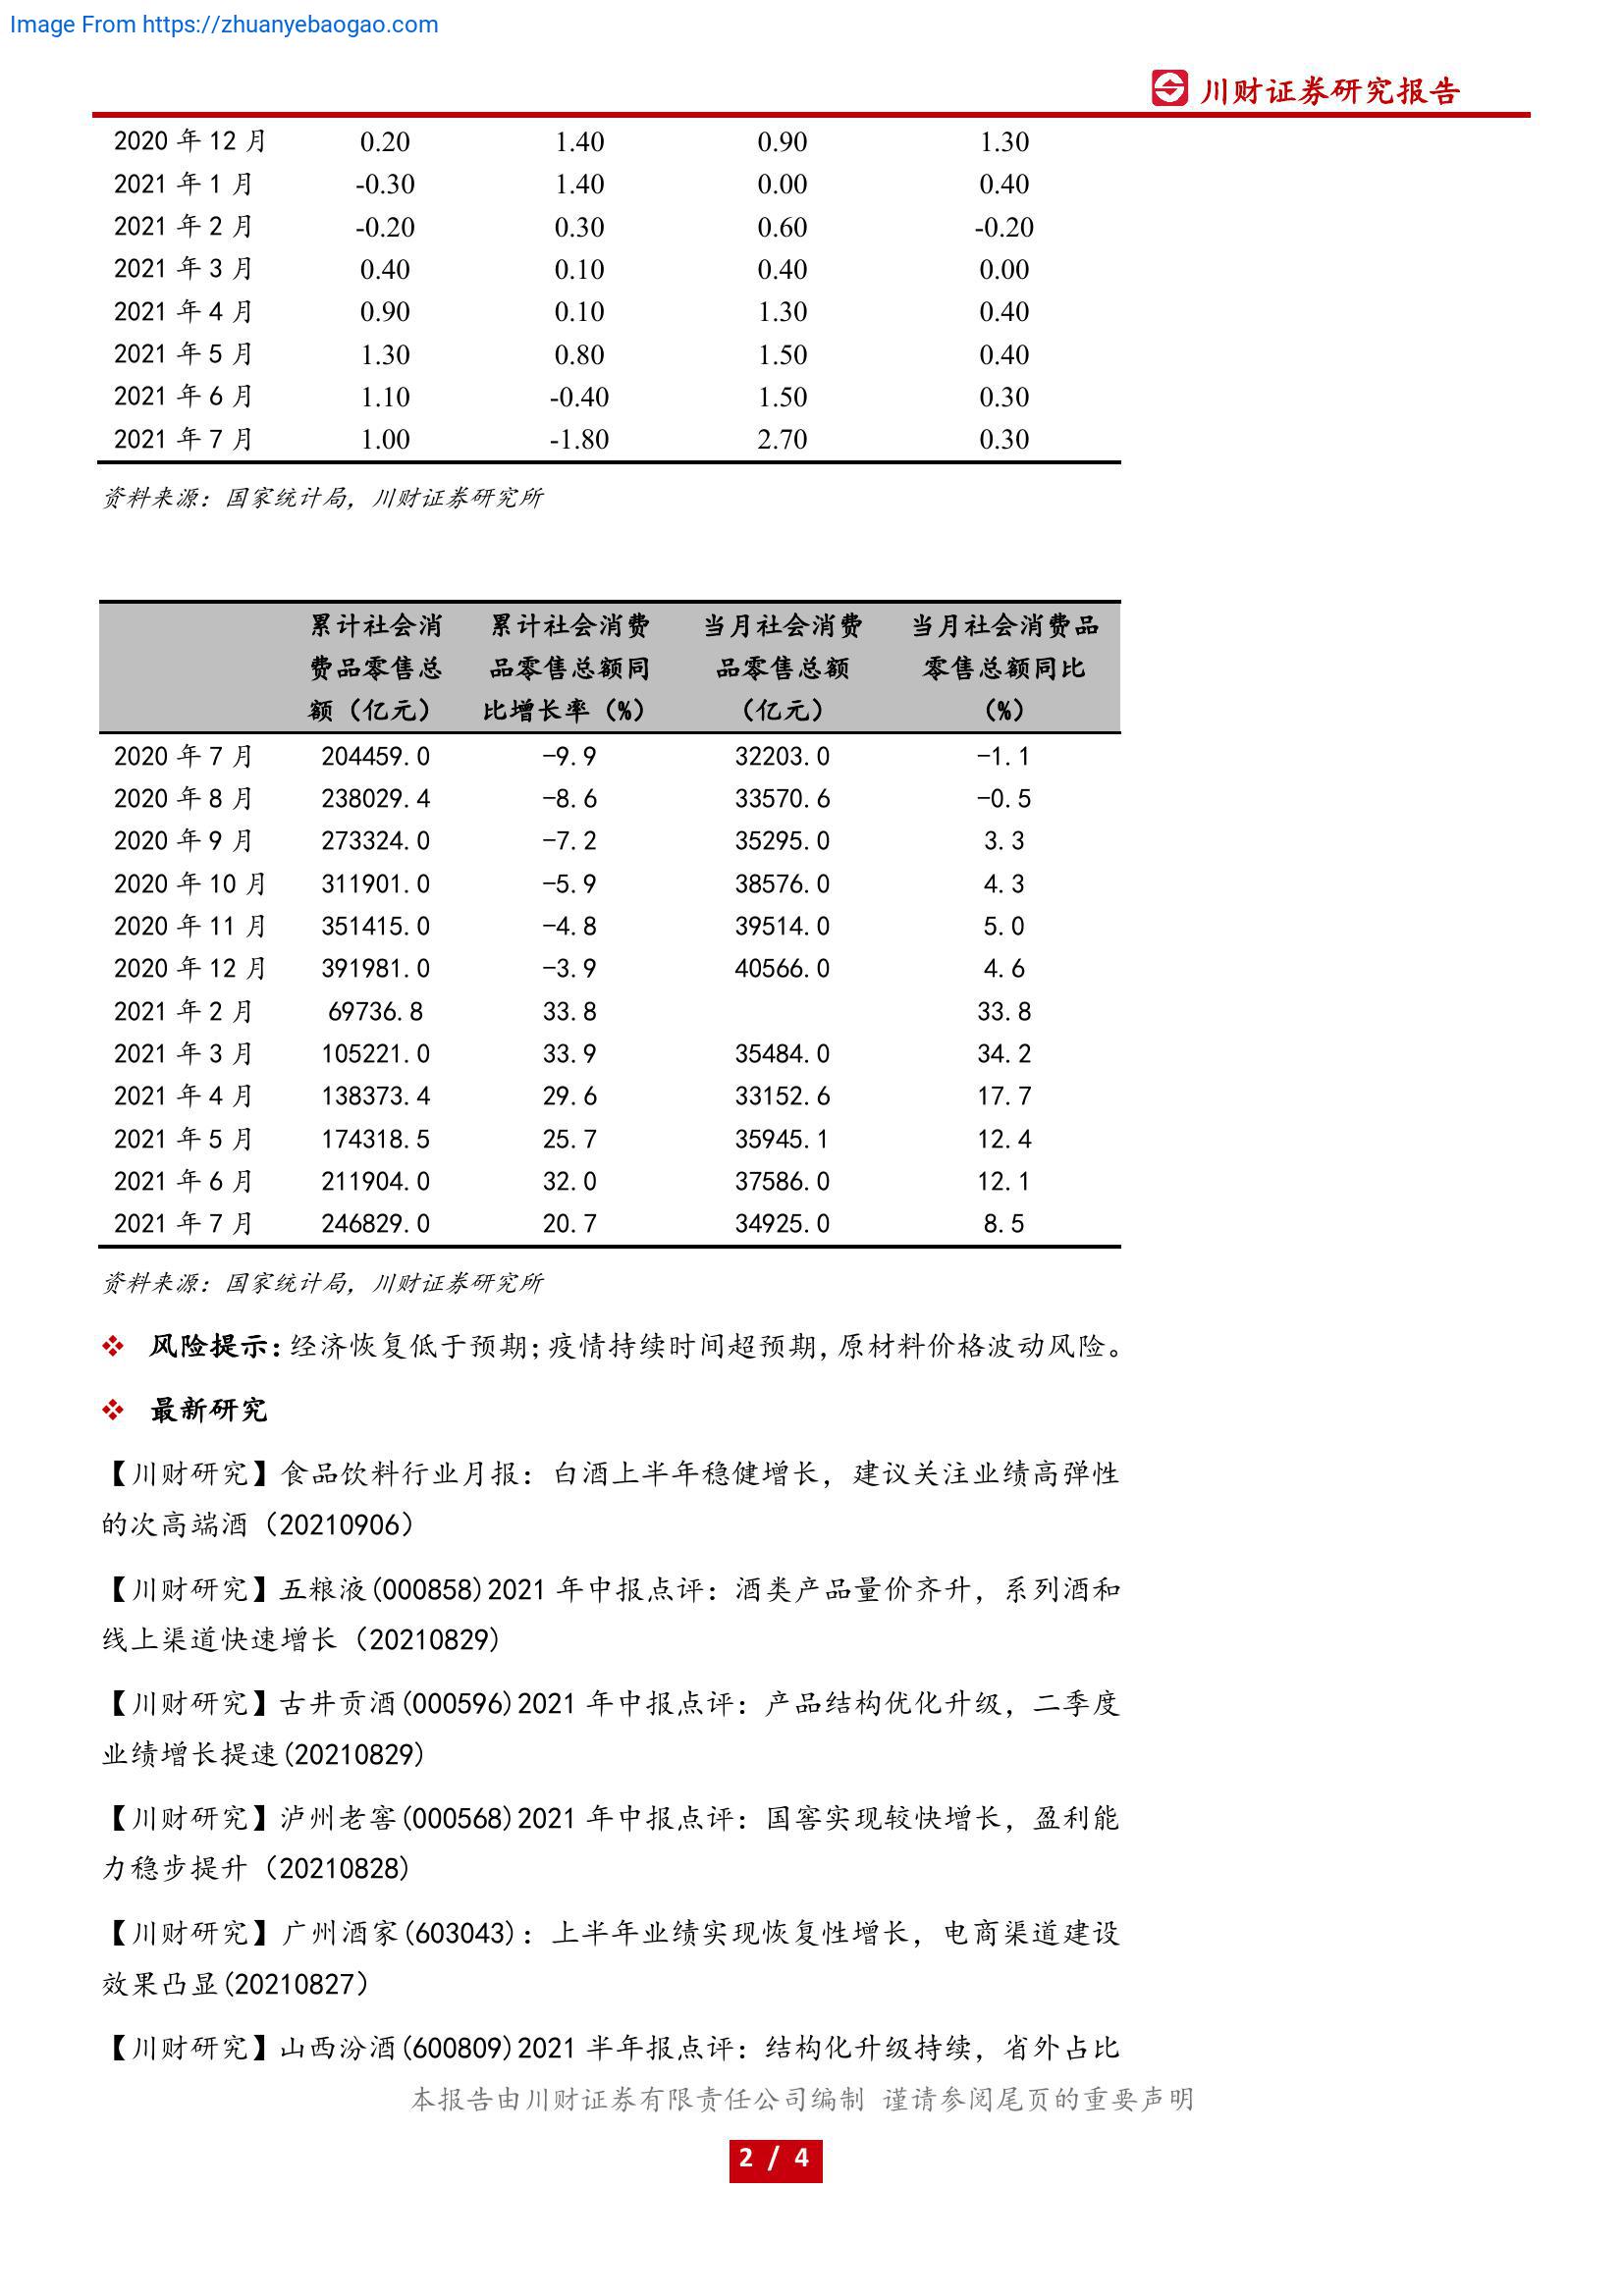 Image From https://zhuanyebaogao.com
川财证券研究报告
2020 年 12 月 0.20 1.40 0.90 1.30
2021 年 1 月 -0.30 1.40 0.00 0.40
2021 年 2 月 -0.20 0.30 0.60 -0.20
2021 年 3 月 0.40 0.10 0.40 0.00
2021 年 4 月 0.90 0.10 1.30 0.40
2021 年 5 月 1.30 0.80 1.50 0.40
2021 年 6 月 1.10 -0.40 1.50 0.30
2021 年 7 月 1.00 -1.80 2.70 0.30
资料来源：国家统计局，川财证券研究所
累计社会消 累计社会消费 当月社会消费 当月社会消费品
费品零售总 品零售总额同 品零售总额 零售总额同比
额（亿元） 比增长率（%） （亿元） （%）
2020 年 7 月 204459.0 -9.9 32203.0 -1.1
2020 年 8 月 238029.4 -8.6 33570.6 -0.5
2020 年 9 月 273324.0 -7.2 35295.0 3.3
2020 年 10 月 311901.0 -5.9 38576.0 4.3
2020 年 11 月 351415.0 -4.8 39514.0 5.0
2020 年 12 月 391981.0 -3.9 40566.0 4.6
2021 年 2 月 69736.8 33.8 33.8
2021 年 3 月 105221.0 33.9 35484.0 34.2
2021 年 4 月 138373.4 29.6 33152.6 17.7
2021 年 5 月 174318.5 25.7 35945.1 12.4
2021 年 6 月 211904.0 32.0 37586.0 12.1
2021 年 7 月 246829.0 20.7 34925.0 8.5
资料来源：国家统计局，川财证券研究所
❖ 风险提示：经济恢复低于预期；疫情持续时间超预期，原材料价格波动风险。
❖ 最新研究
【川财研究】食品饮料行业月报：白酒上半年稳健增长，建议关注业绩高弹性
的次高端酒（20210906）
【川财研究】五粮液(000858)2021 年中报点评：酒类产品量价齐升，系列酒和
线上渠道快速增长（20210829)
【川财研究】古井贡酒(000596)2021 年中报点评：产品结构优化升级，二季度
业绩增长提速(20210829)
【川财研究】泸州老窖(000568)2021 年中报点评：国窖实现较快增长，盈利能
力稳步提升（20210828)
【川财研究】广州酒家(603043)：上半年业绩实现恢复性增长，电商渠道建设
效果凸显(20210827）
【川财研究】山西汾酒(600809)2021 半年报点评：结构化升级持续，省外占比
本报告由川财证券有限责任公司编制 谨请参阅尾页的重要声明
2 / 4